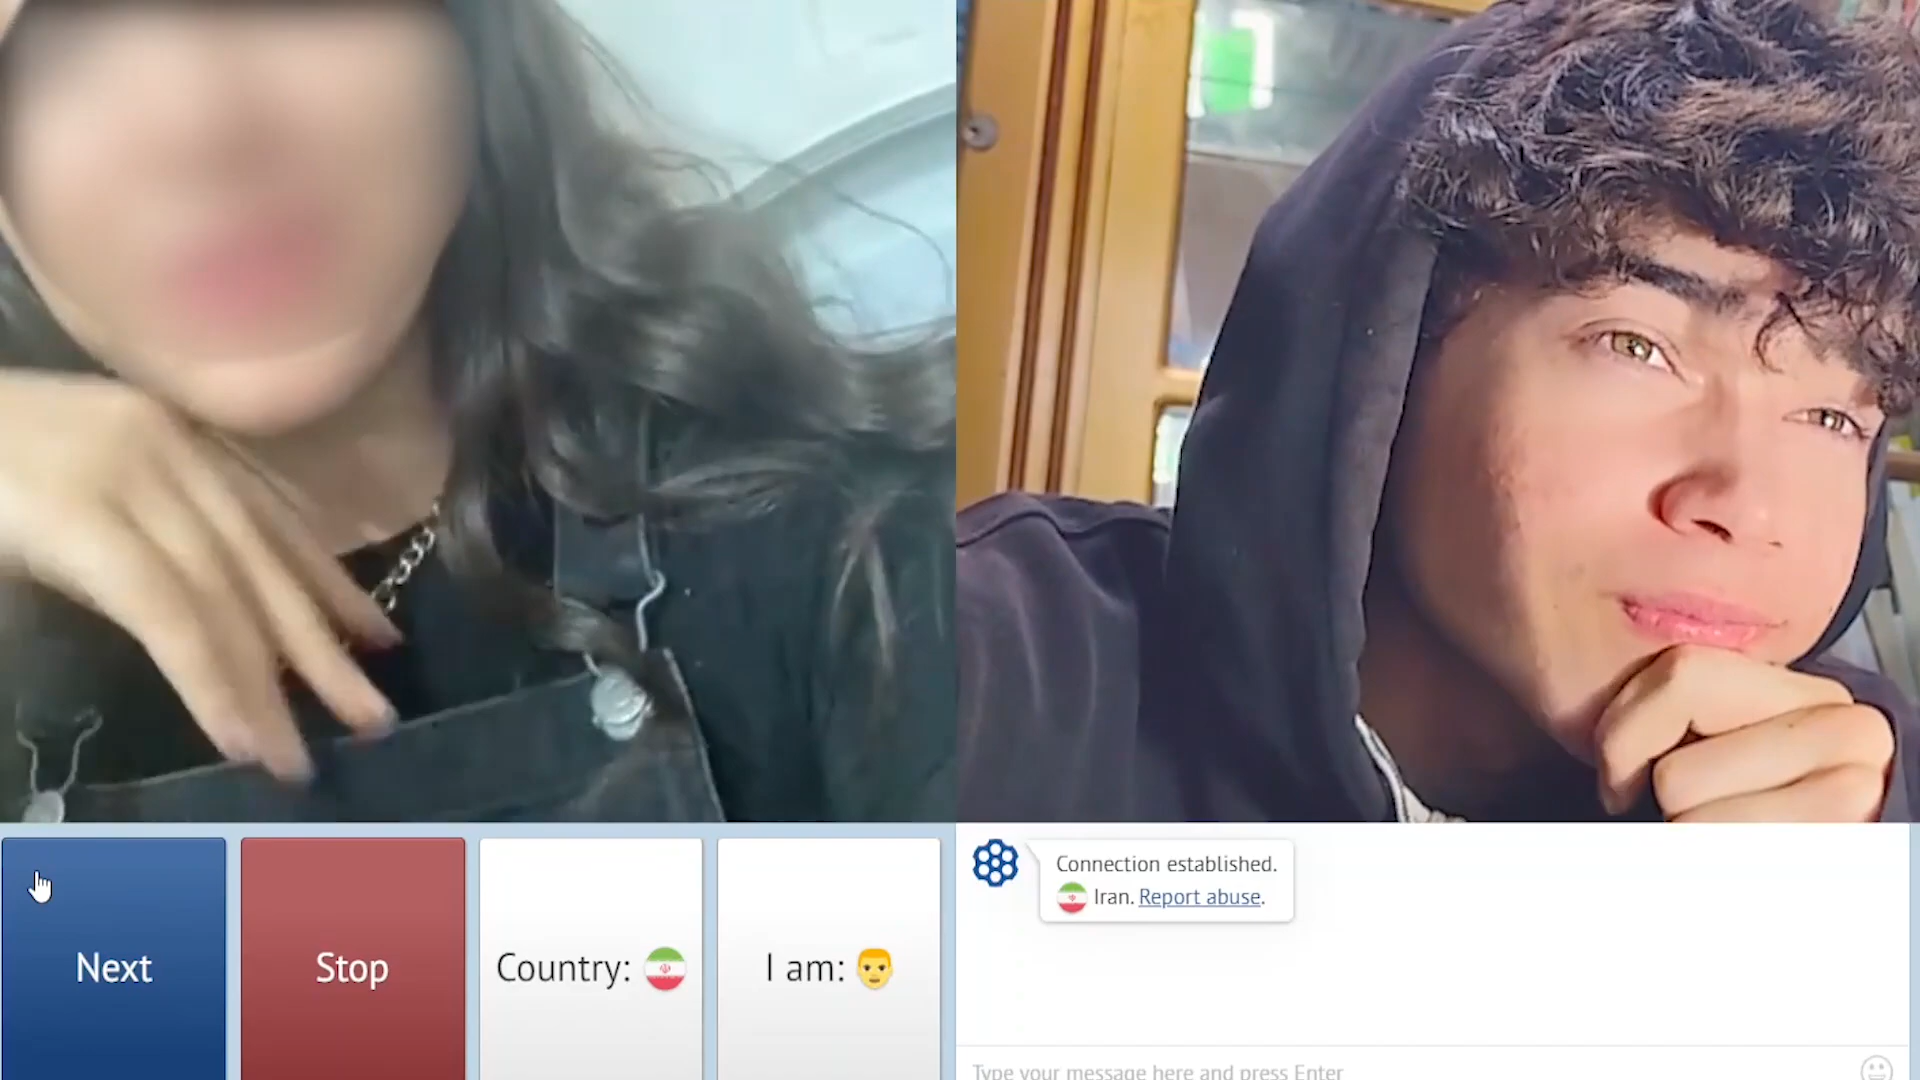 Next
Stop
Country:
I am:
Connection established.
Iran. Report abuse.
Type your message here and press Enter